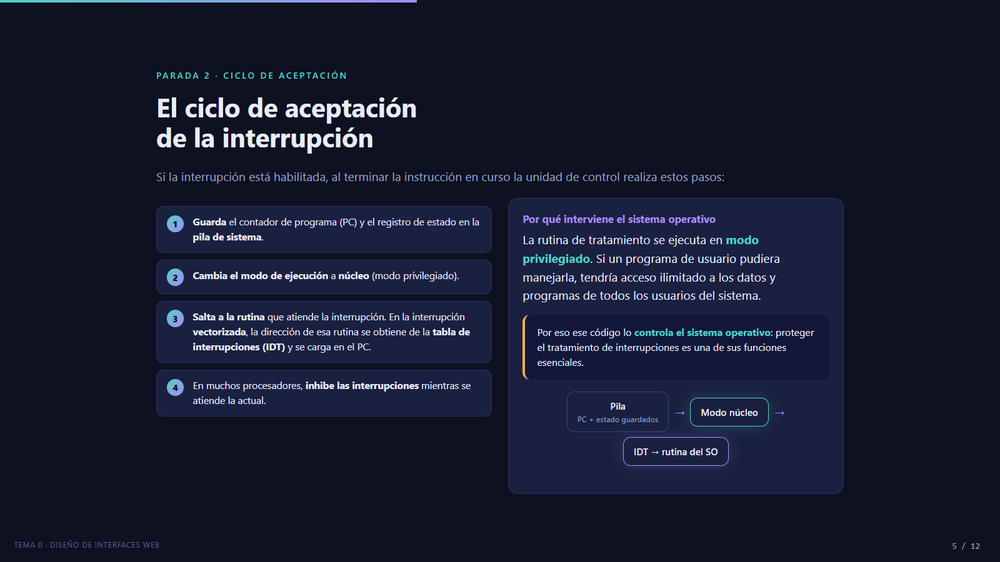 PARADA 2 · CICLO DE ACEPTACIÓN
El ciclo de aceptación
de la interrupción
Si la interrupción está habilitada, al terminar la instrucción en curso la unidad de control realiza estos pasos:
1
Guarda el contador de programa (PC) y el registro de estado en la
pila de sistema.
2
Cambia el modo de ejecución a núcleo (modo privilegiado).
3
Salta a la rutina que atiende la interrupción. En la interrupción
vectorizada, la dirección de esa rutina se obtiene de la tabla de
interrupciones (IDT) y se carga en el PC.
4
En muchos procesadores, inhibe las interrupciones mientras se
atiende la actual.
Por qué interviene el sistema operativo
La rutina de tratamiento se ejecuta en modo
privilegiado. Si un programa de usuario pudiera
manejarla, tendría acceso ilimitado a los datos y
programas de todos los usuarios del sistema.
Por eso ese código lo controla el sistema operativo: proteger
el tratamiento de interrupciones es una de sus funciones
esenciales.
Pila
PC + estado guardados
→
Modo núcleo
→
IDT → rutina del SO
TEMA 0 · DISEÑO DE INTERFACES WEB
5 / 12